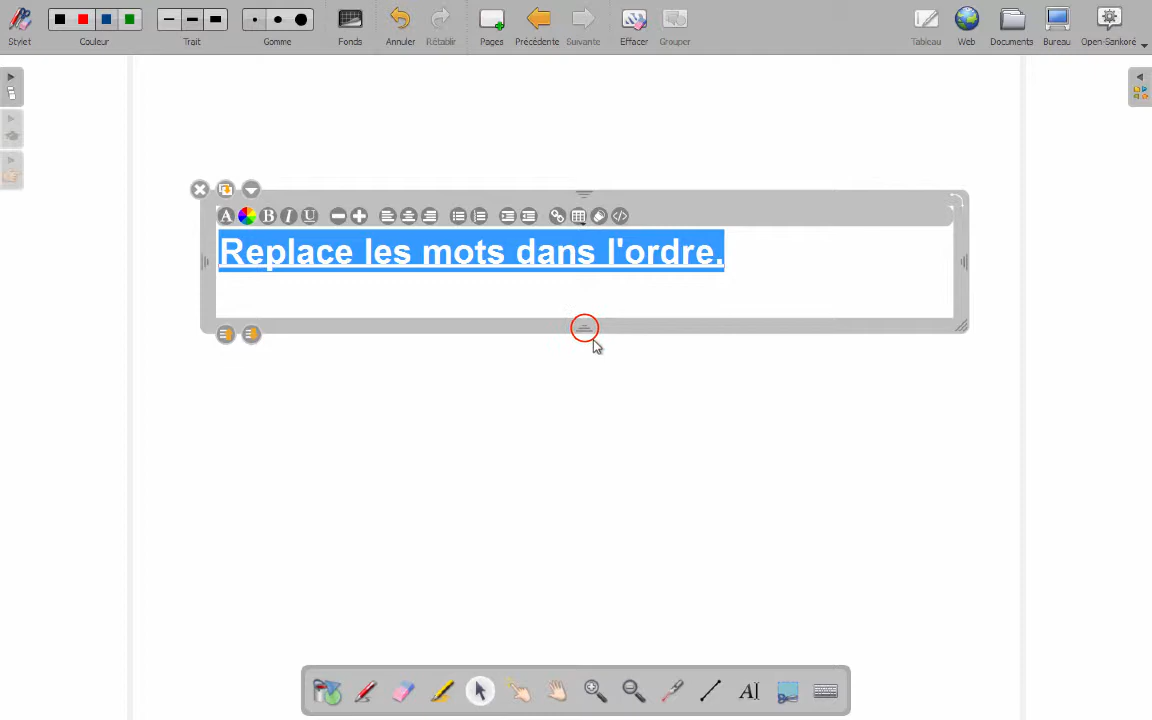 Stylet
Couleur
Trait
Gomme
Fonds
Annuler
Rétablir
Pages
Précédente
Suivante
Effacer
Grouper
Tableau
Web
Documents
Bureau
Open-Sankoré
A B I U
Replace les mots dans l'ordre.
AI